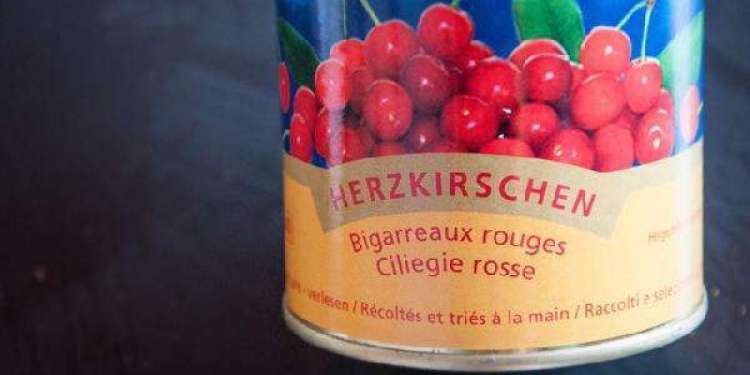 HERZKIRSCHEN
Bigarreaux rouges
Ciliegie rosse
verlesen / Récoltés et triés à la main / Raccolti e